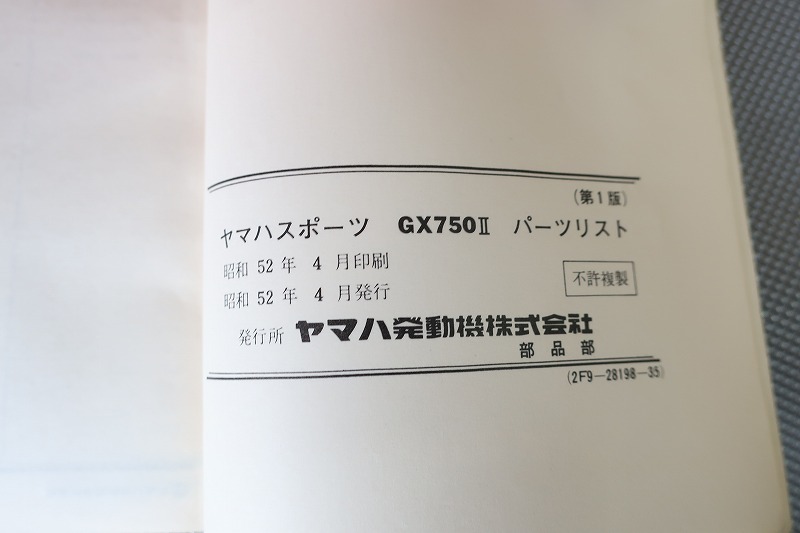 (第1版)
ヤマハスポーツ GX750II パーツリスト
昭和 52 年 4 月印刷
昭和 52 年 4 月発行
不許複製
発行所 ヤマハ発動機株式会社
部品部
(2F9-28198-35)